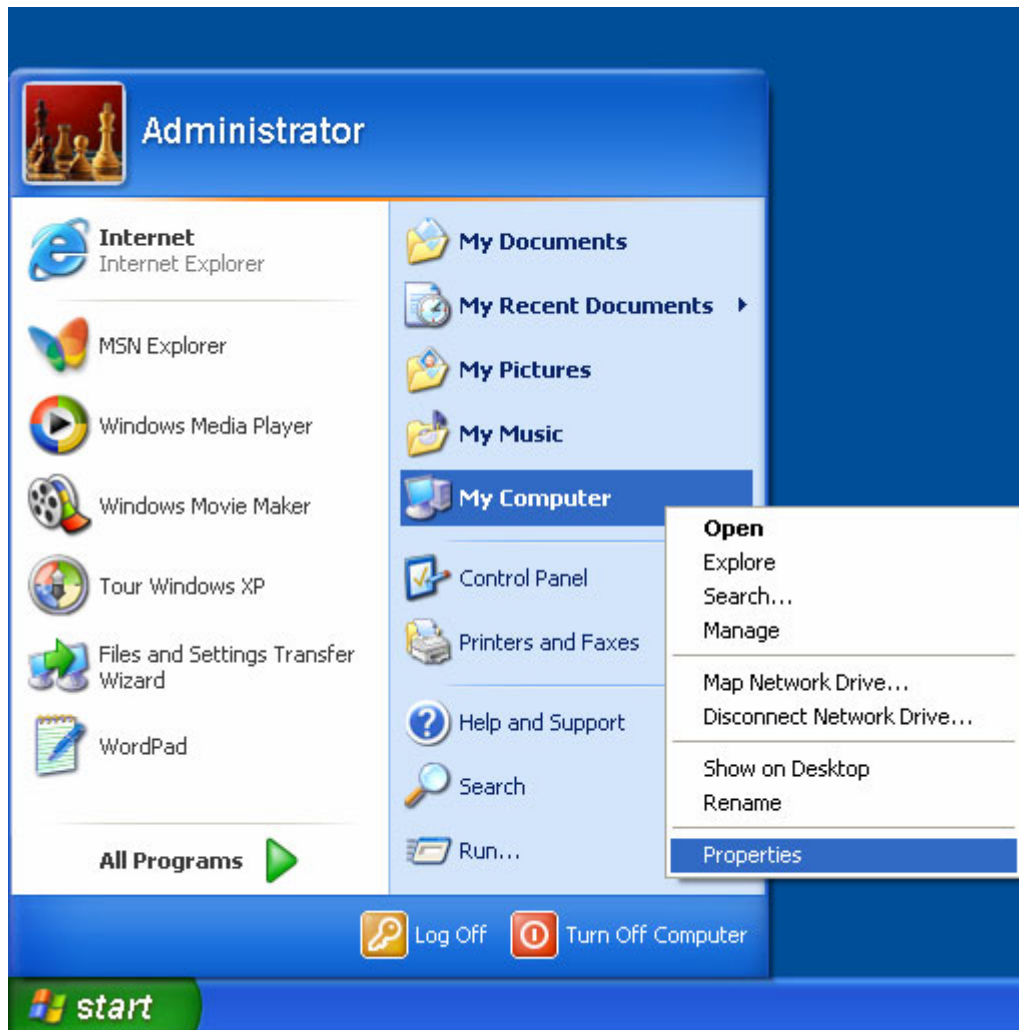 Administrator
Internet
Internet Explorer
MSN Explorer
Windows Media Player
Windows Movie Maker
Tour Windows XP
Files and Settings Transfer
Wizard
WordPad
All Programs
My Documents
My Recent Documents
My Pictures
My Music
My Computer
Control Panel
Printers and Faxes
Help and Support
Search
Run...
Open
Explore
Search...
Manage
Map Network Drive...
Disconnect Network Drive...
Show on Desktop
Rename
Properties
Log Off
Turn Off Computer
start